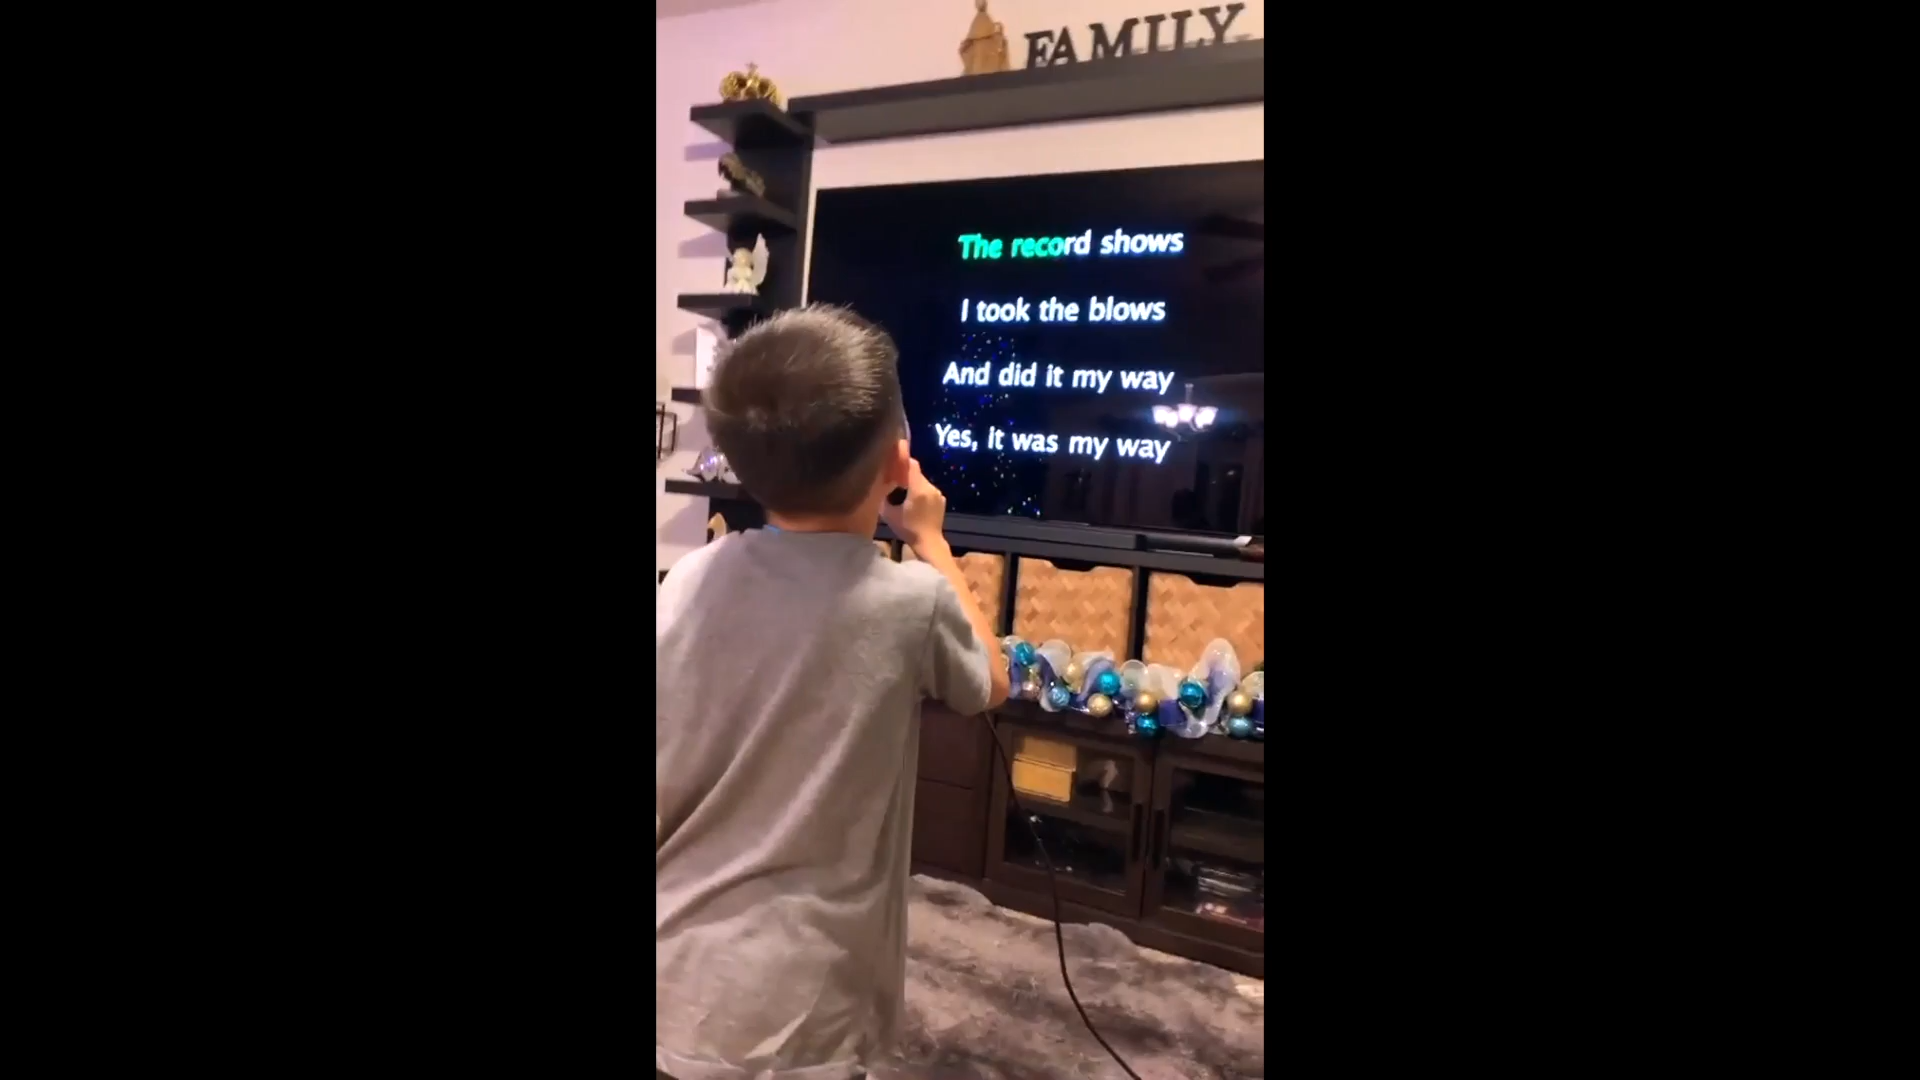 FAMILY
The record shows
I took the blows
And did it my way
Yes, it was my way